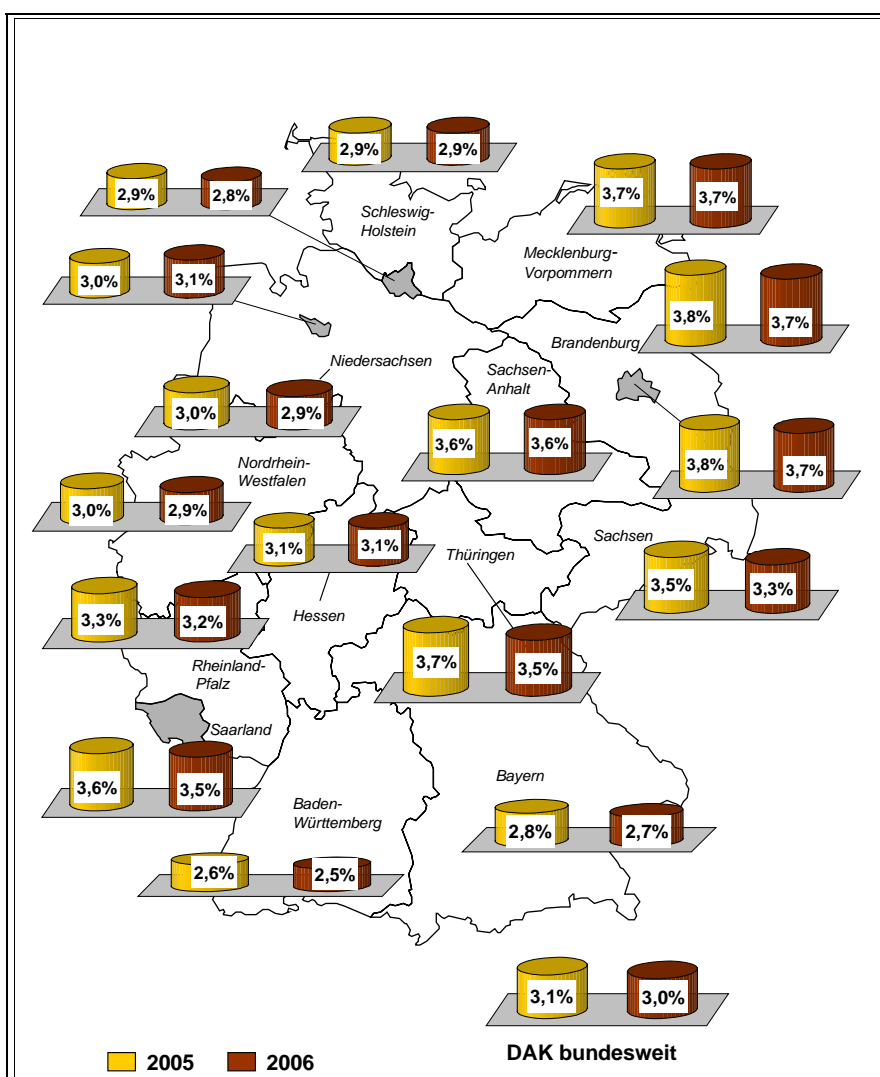 2,9% 2,9%
2,9% 2,8%
3,7% 3,7%
Schleswig-
Holstein
Mecklenburg-
Vorpommern
3,0% 3,1%
3,8% 3,7%
Brandenburg
Niedersachsen
Sachsen-
Anhalt
3,0% 2,9%
3,6% 3,6%
3,8% 3,7%
Nordrhein-
Westfalen
3,0% 2,9%
3,1% 3,1%
Thüringen
Sachsen
3,5% 3,3%
3,3% 3,2%
Hessen
3,7% 3,5%
Rheinland-
Pfalz
Saarland
3,6% 3,5%
Bayern
Baden-
Württemberg
2,8% 2,7%
2,6% 2,5%
3,1% 3,0%
DAK bundesweit
2005 2006